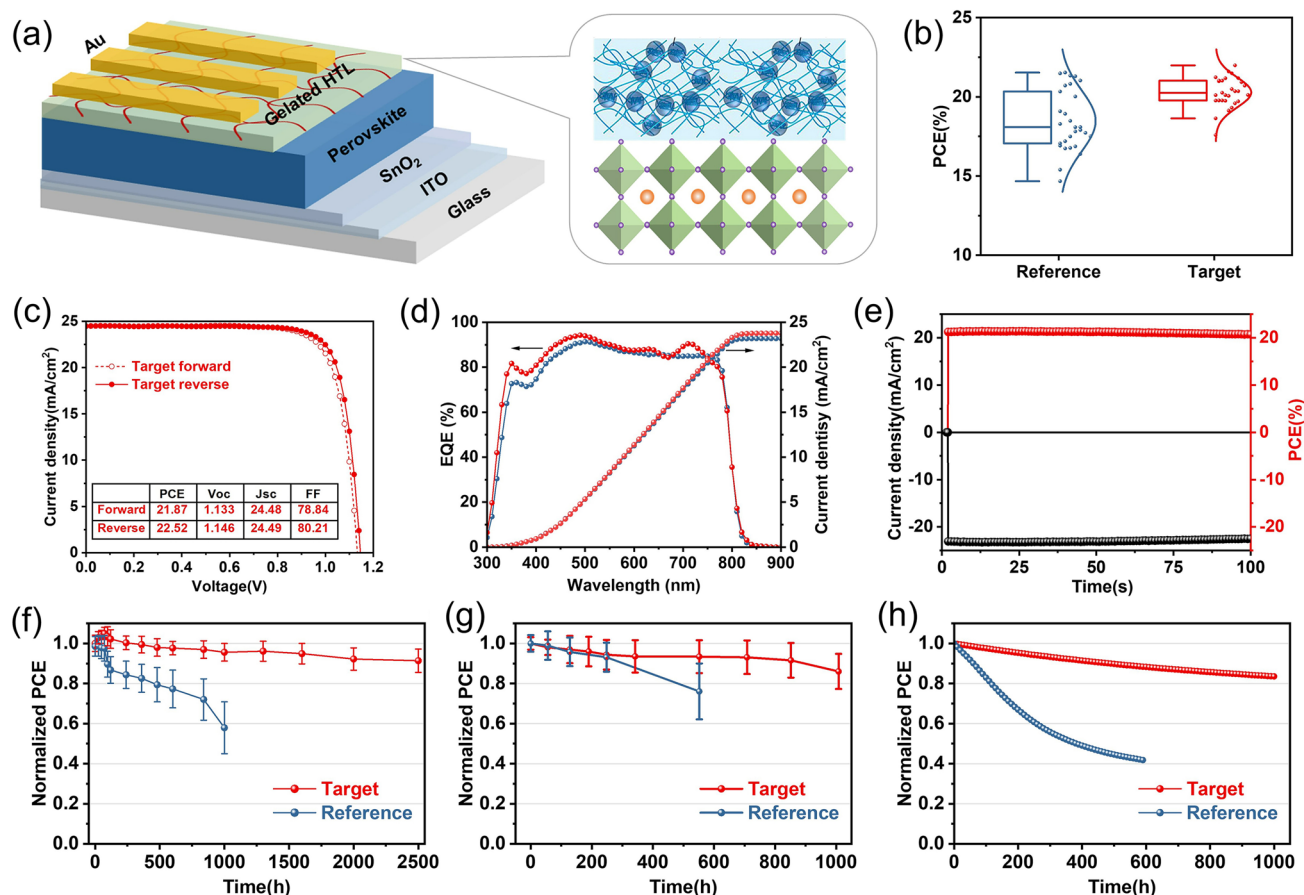 (a)
Au
Gelated HTL
Perovskite
SnO₂
ITO
Glass
(b)
PCE(%)
25
20
15
10
Reference
Target
(c)
Current density(mA/cm²)
25
20
15
10
5
0
Target forward
Target reverse
PCE Voc Jsc FF
Forward 21.87 1.133 24.48 78.84
Reverse 22.52 1.146 24.49 80.21
0.0 0.2 0.4 0.6 0.8 1.0 1.2
Voltage(V)
(d)
EQE (%)
100
80
60
40
20
0
25
20
15
10
5
0
Current dentisy (mA/cm²)
300 400 500 600 700 800 900
Wavelength (nm)
(e)
Current density(mA/cm²)
20
10
0
-10
-20
20
10
0
-10
-20
PCE(%)
0 25 50 75 100
Time(s)
(f)
Normalized PCE
1.0
0.8
0.6
0.4
0.2
0.0
Target
Reference
0 500 1000 1500 2000 2500
Time(h)
(g)
Normalized PCE
1.0
0.8
0.6
0.4
0.2
0.0
Target
Reference
0 200 400 600 800 1000
Time(h)
(h)
Normalized PCE
1.0
0.8
0.6
0.4
0.2
0.0
Target
Reference
0 200 400 600 800 1000
Time(h)